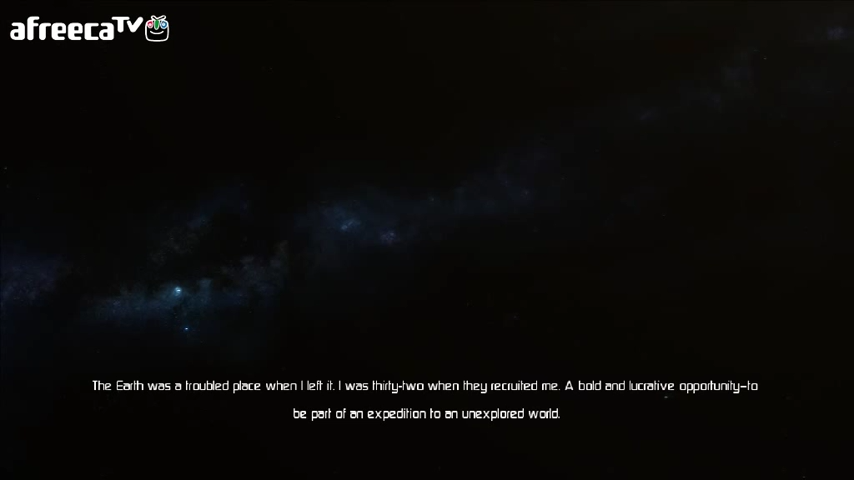 afreecaTV
The Earth was a troubled place when I left it. I was thirty-two when they recruited me. A bold and lucrative opportunity–to
be part of an expedition to an unexplored world.